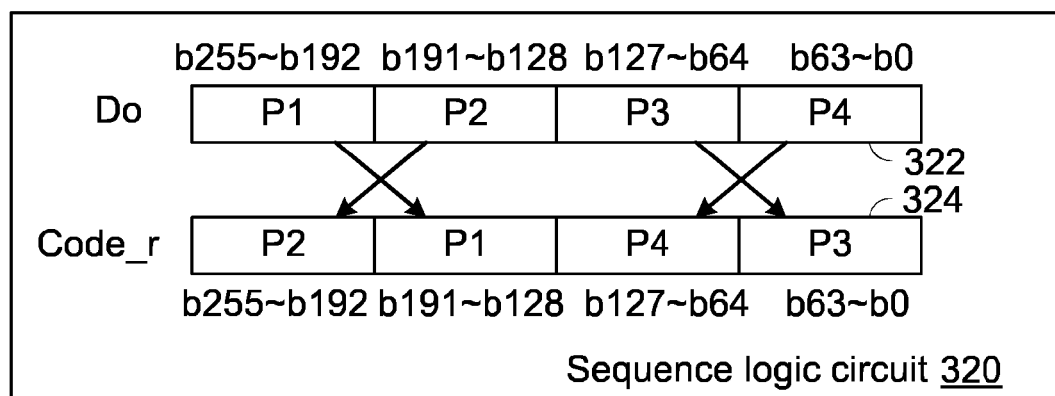 b255~b192 b191~b128 b127~b64 b63~b0
Do P1 P2 P3 P4
322
324
Code_r P2 P1 P4 P3
b255~b192 b191~b128 b127~b64 b63~b0
Sequence logic circuit 320